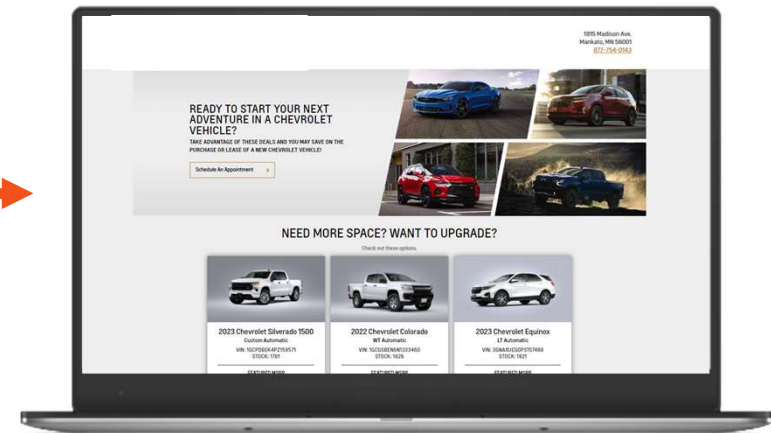 1815 Madison Ave.
Mankato, MN 56001
877-754-0143
READY TO START YOUR NEXT
ADVENTURE IN A CHEVROLET
VEHICLE?
TAKE ADVANTAGE OF THESE DEALS AND YOU MAY SAVE ON THE
PURCHASE OR LEASE OF A NEW CHEVROLET VEHICLE!
Schedule An Appointment
NEED MORE SPACE? WANT TO UPGRADE?
Check out these options.
2023 Chevrolet Silverado 1500
Custom Automatic
STOCK: 1781
2022 Chevrolet Colorado
WT Automatic
STOCK: 1826
2023 Chevrolet Equinox
LT Automatic
STOCK: 1821